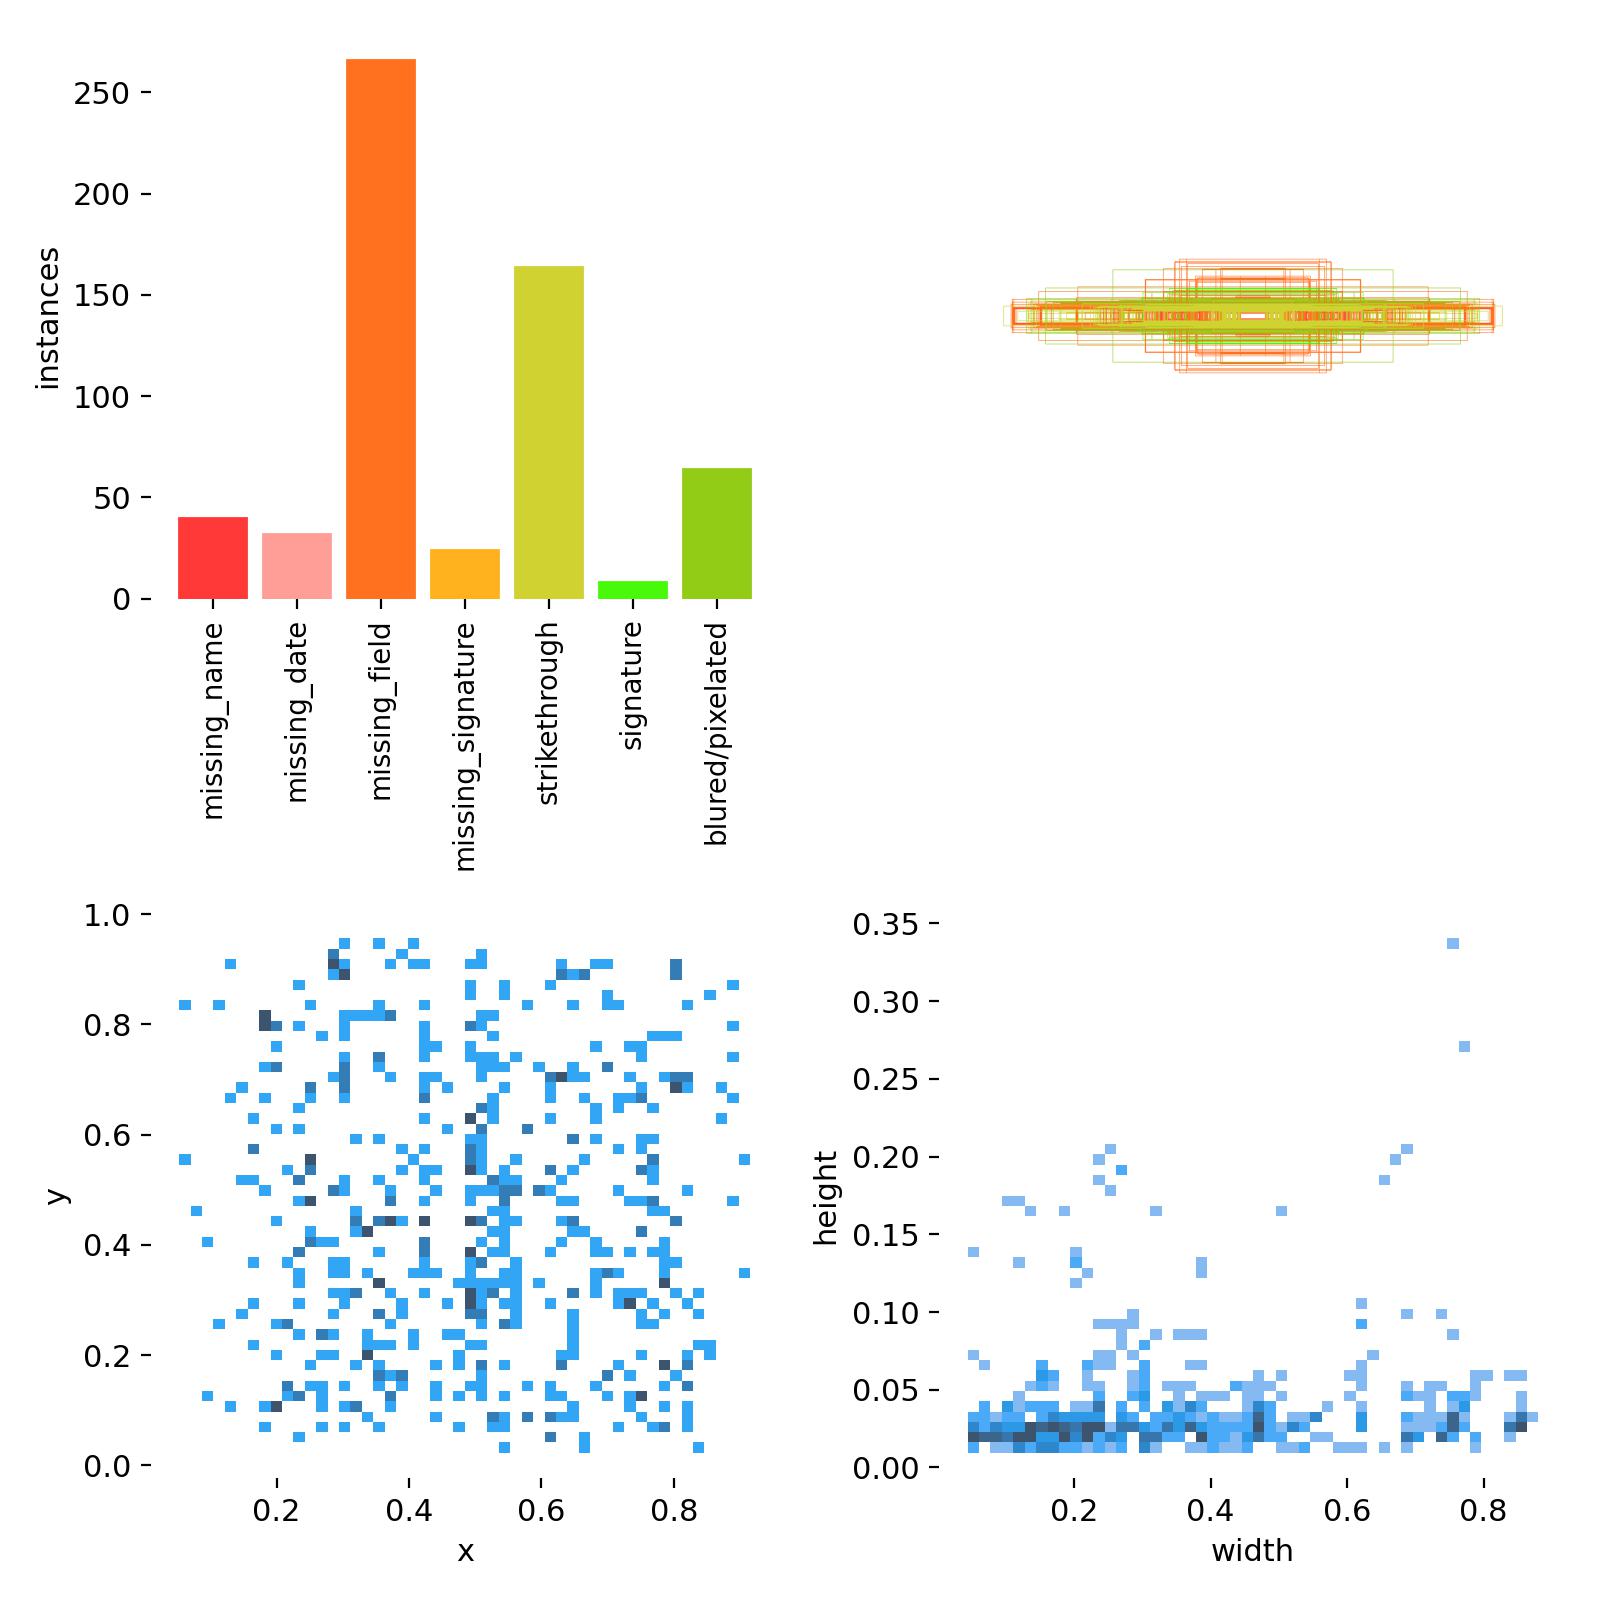 250
200
150
100
50
0
instances
missing_name
missing_date
missing_field
missing_signature
strikethrough
signature
blured/pixelated
1.0
0.8
0.6
0.4
0.2
0.0
y
0.2 0.4 0.6 0.8
x
0.35
0.30
0.25
0.20
0.15
0.10
0.05
0.00
height
0.2 0.4 0.6 0.8
width